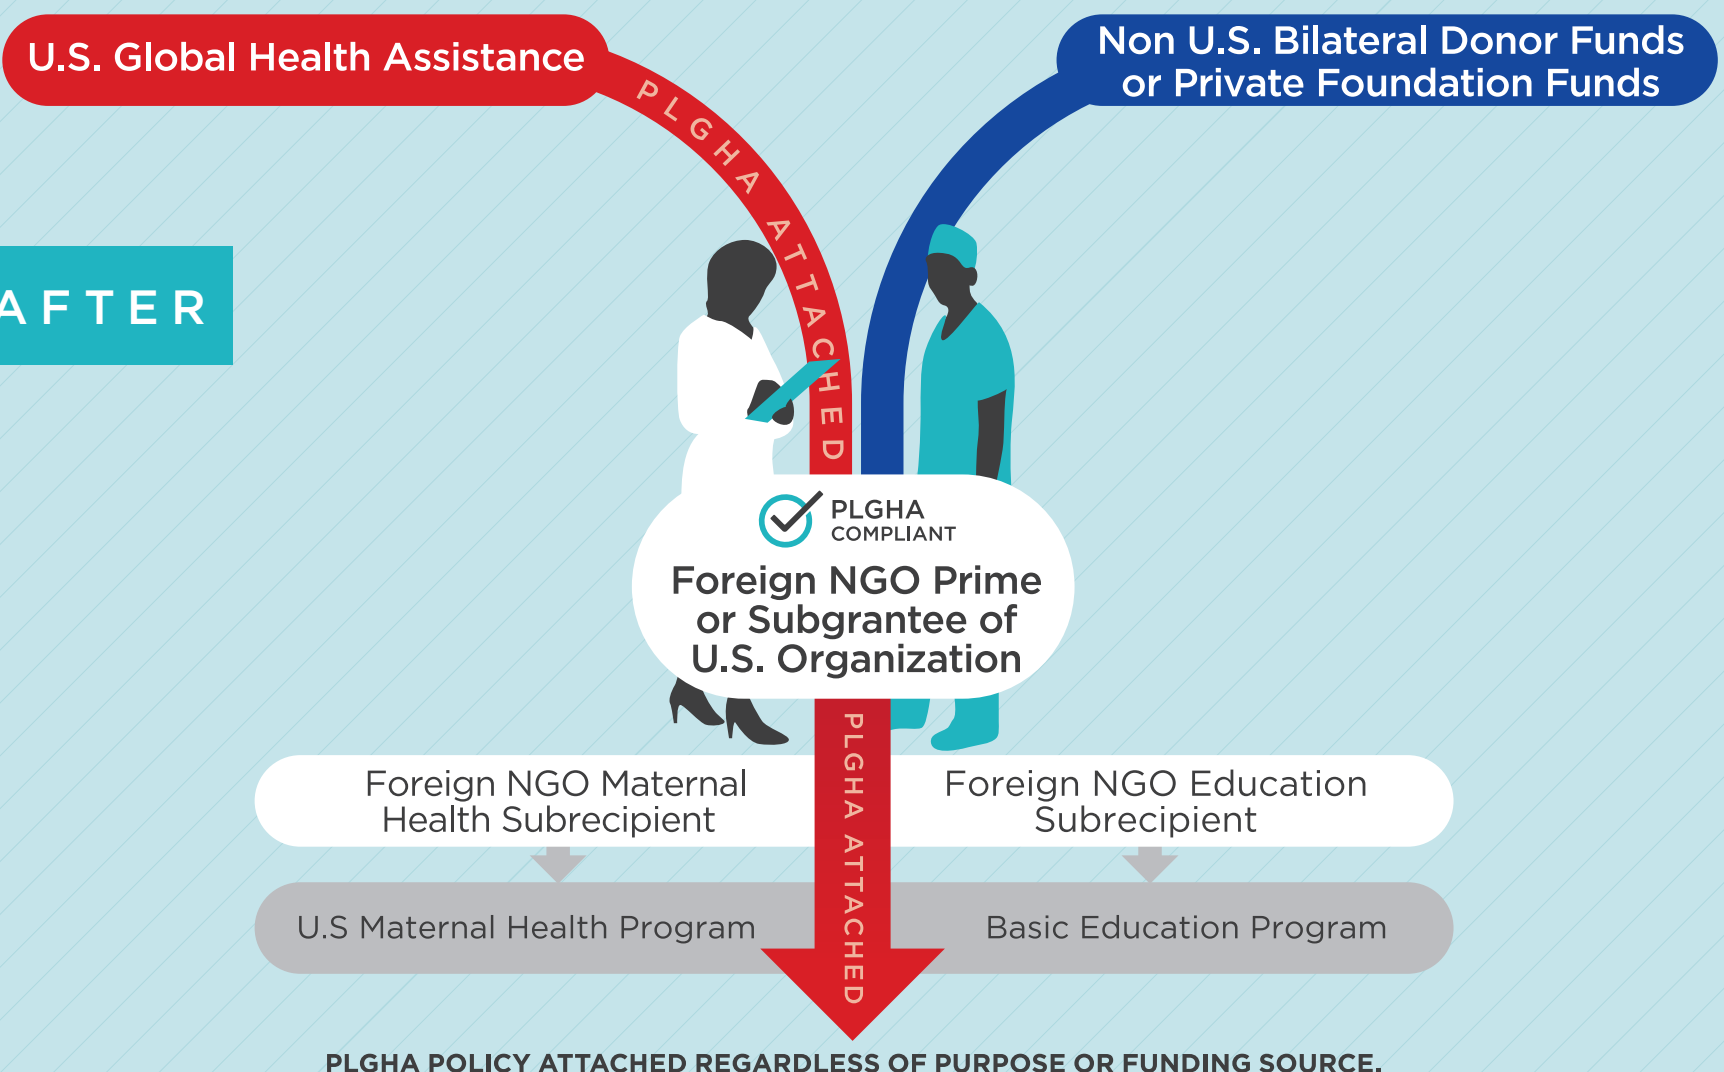 U.S. Global Health Assistance
Non U.S. Bilateral Donor Funds
or Private Foundation Funds
PLGHA ATTACHED
AFTER
PLGHA
COMPLIANT
Foreign NGO Prime
or Subgrantee of
U.S. Organization
PLGHA ATTACHED
Foreign NGO Maternal
Health Subrecipient
Foreign NGO Education
Subrecipient
U.S Maternal Health Program
Basic Education Program
PLGHA POLICY ATTACHED REGARDLESS OF PURPOSE OR FUNDING SOURCE.